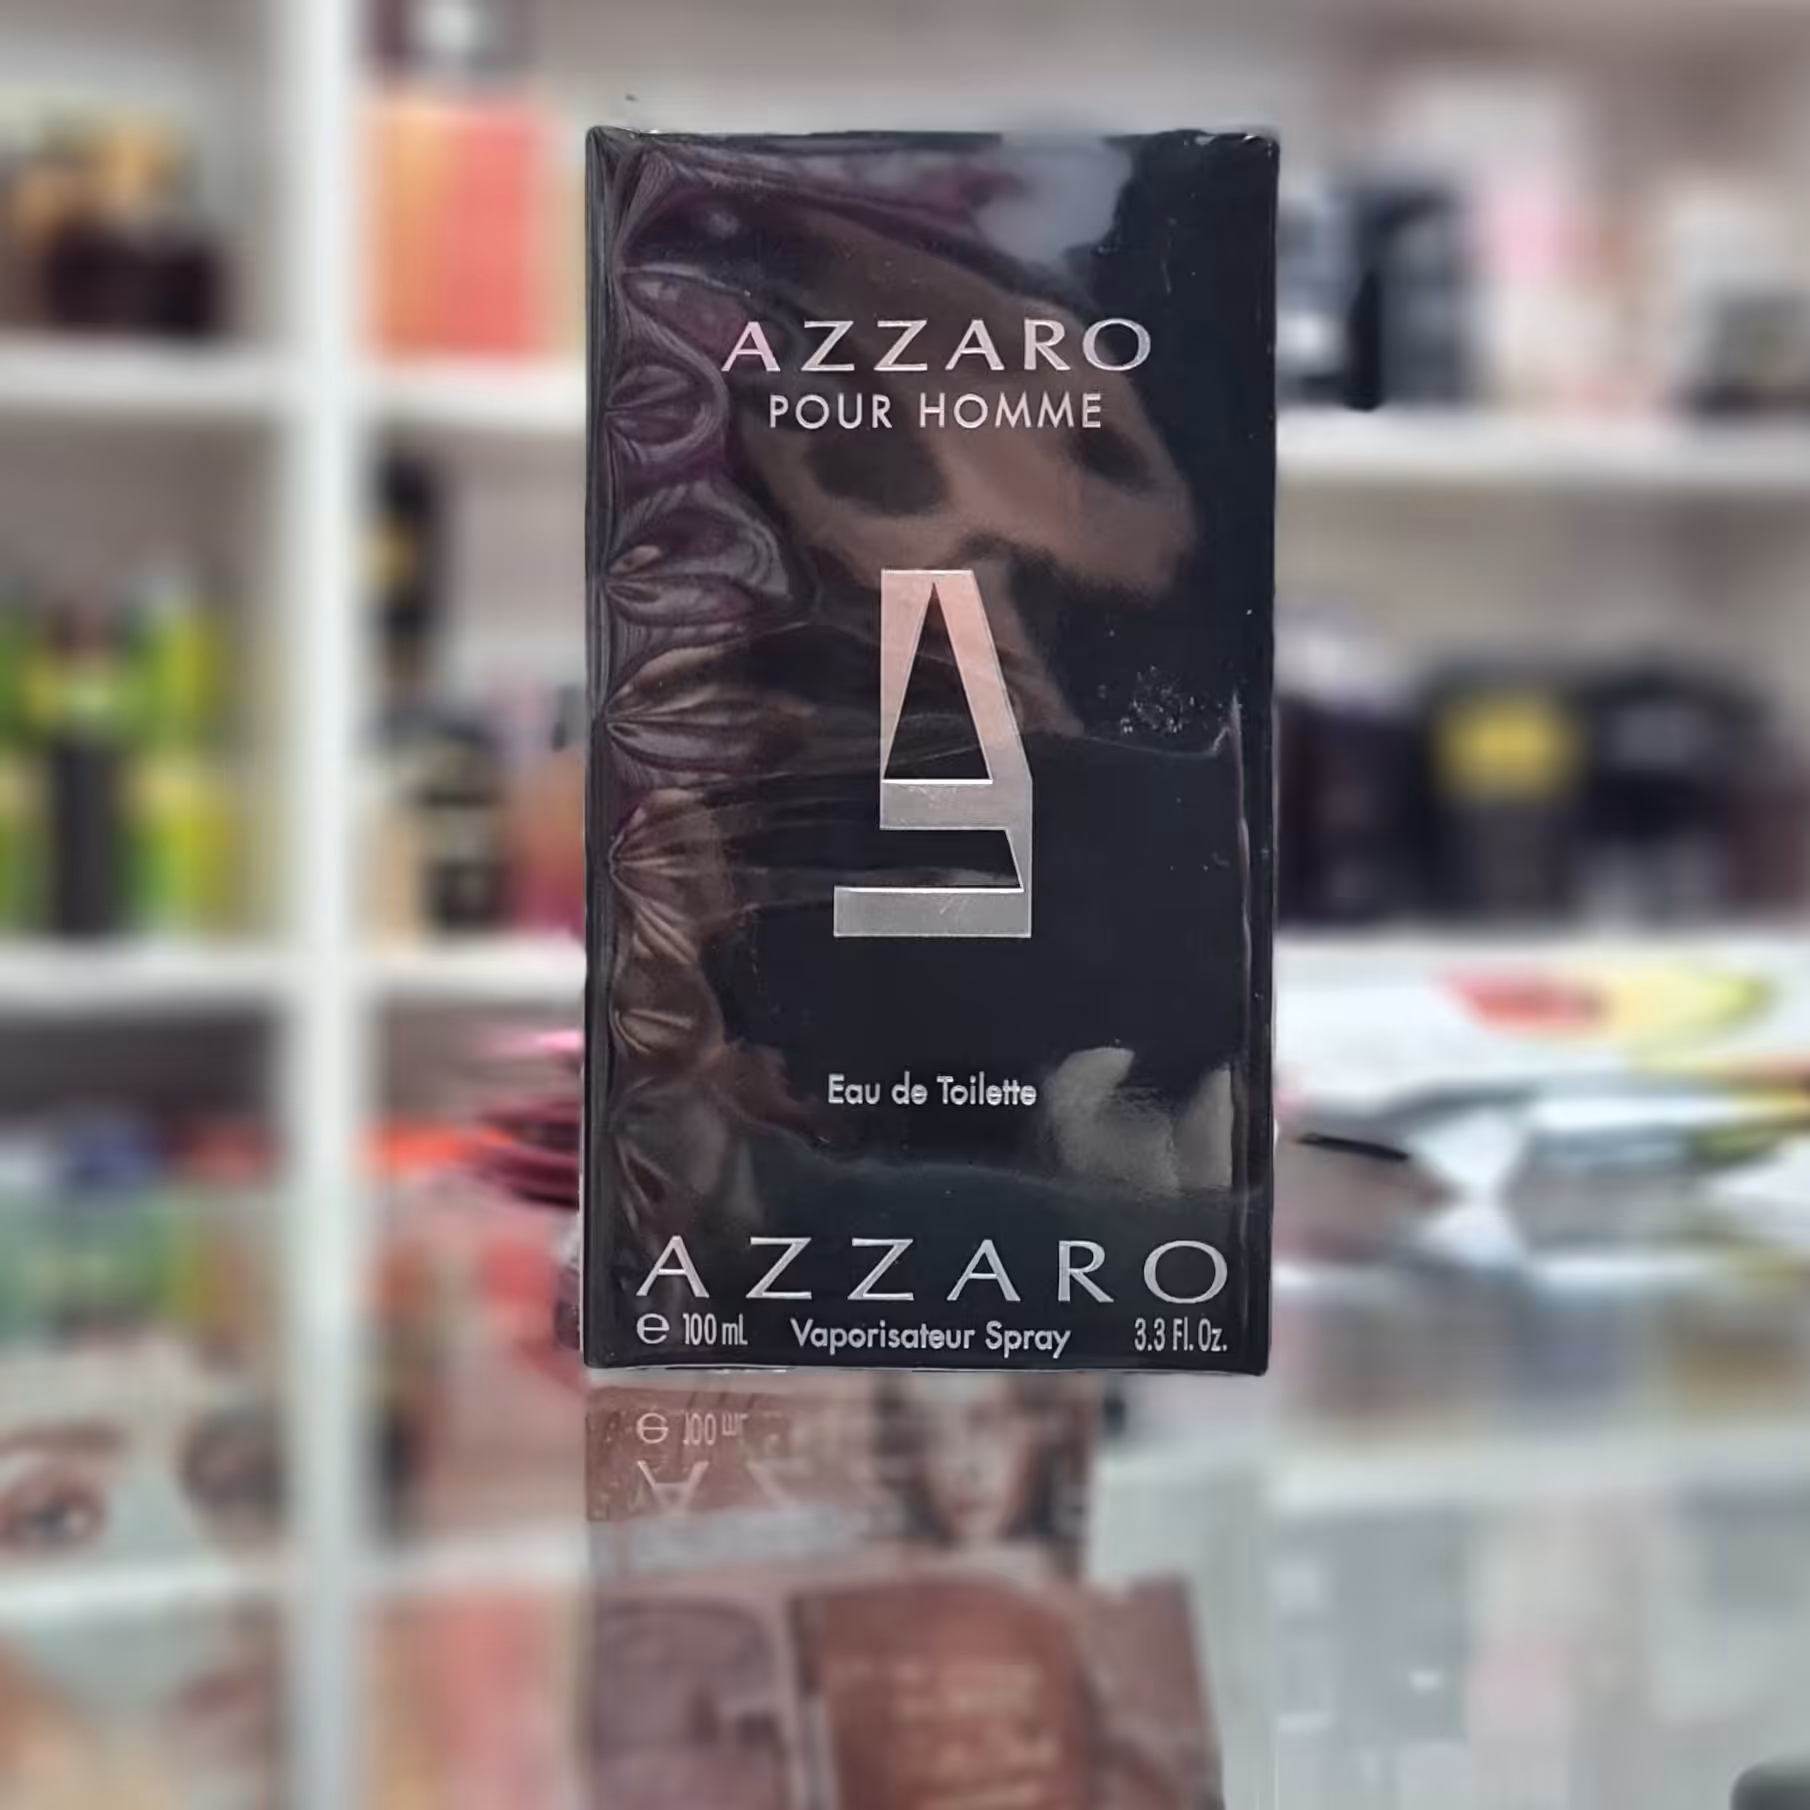 AZZARO
POUR HOMME
Eau de Toilette
AZZARO
e 100 mL Vaporisateur Spray 3.3 Fl. Oz.